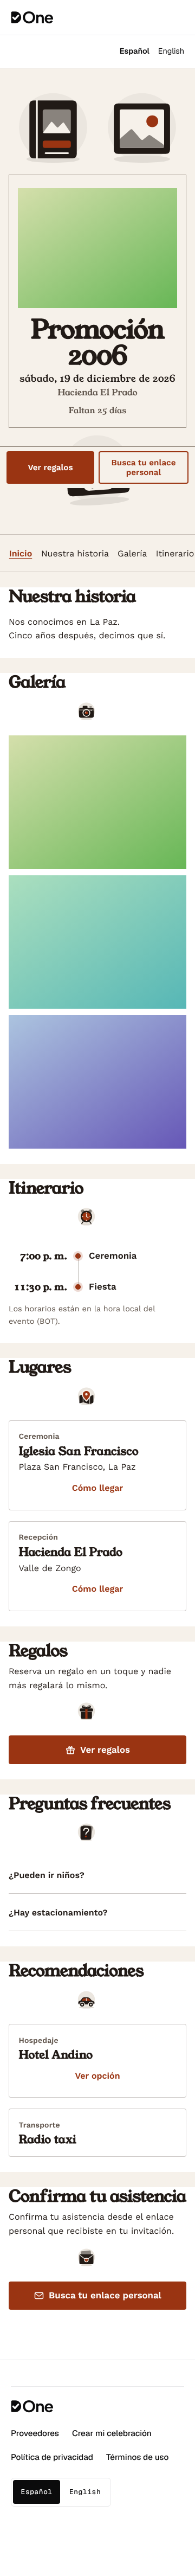 One
Español English
Promoción
2006
sábado, 19 de diciembre de 2026
Hacienda El Prado
Faltan 25 días
Ver regalos
Busca tu enlace
personal
Inicio Nuestra historia Galería Itinerario
Nuestra historia
Nos conocimos en La Paz.
Cinco años después, decimos que sí.
Galería
Itinerario
7:00 p. m. Ceremonia
11:30 p. m. Fiesta
Los horarios están en la hora local del
evento (BOT).
Lugares
Ceremonia
Iglesia San Francisco
Plaza San Francisco, La Paz
Cómo llegar
Recepción
Hacienda El Prado
Valle de Zongo
Cómo llegar
Regalos
Reserva un regalo en un toque y nadie
más regalará lo mismo.
Ver regalos
Preguntas frecuentes
¿Pueden ir niños?
¿Hay estacionamiento?
Recomendaciones
Hospedaje
Hotel Andino
Ver opción
Transporte
Radio taxi
Confirma tu asistencia
Confirma tu asistencia desde el enlace
personal que recibiste en tu invitación.
Busca tu enlace personal
One
Proveedores Crear mi celebración
Política de privacidad Términos de uso
Español English